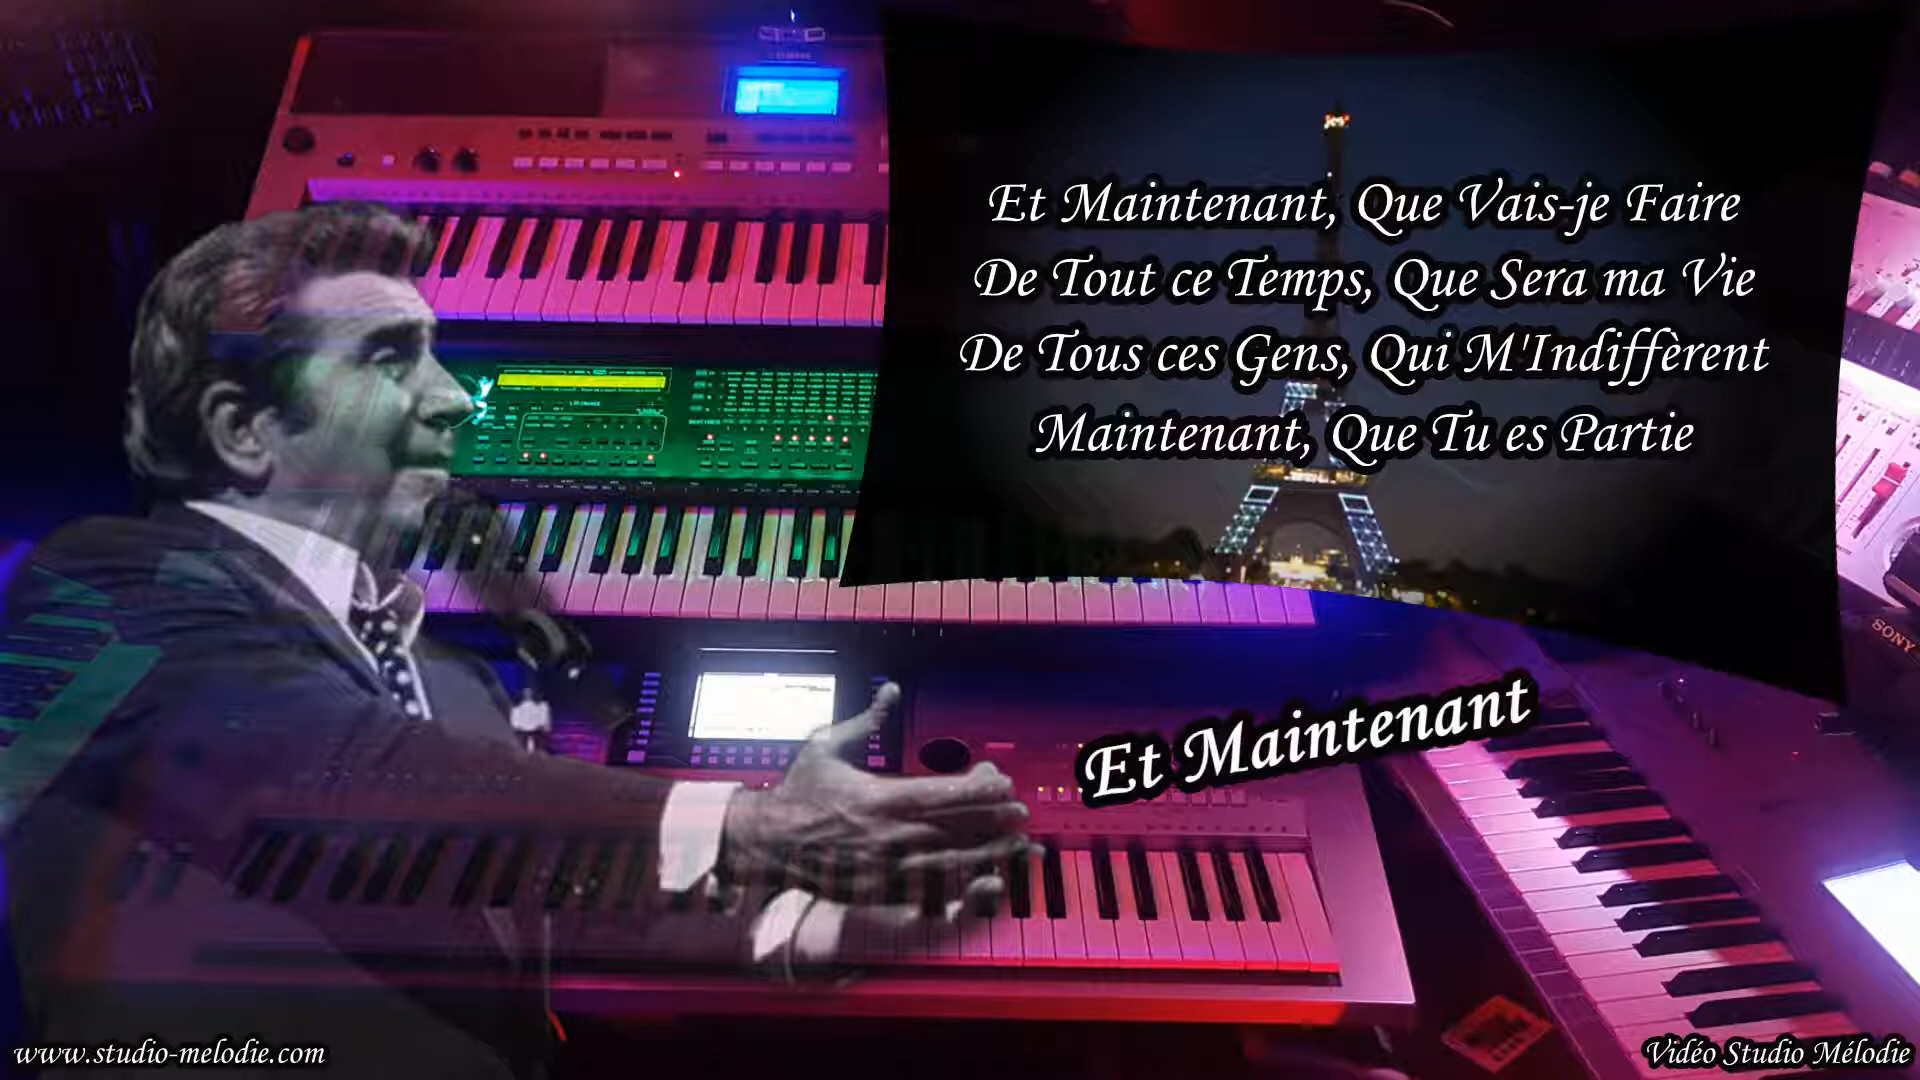 Et Maintenant, Que Vais-je Faire
De Tout ce Temps, Que Sera ma Vie
De Tous ces Gens, Qui M'Indiffèrent
Maintenant, Que Tu es Partie
SONY
Et Maintenant
www.studio-melodie.com
Vidéo Studio Mélodie